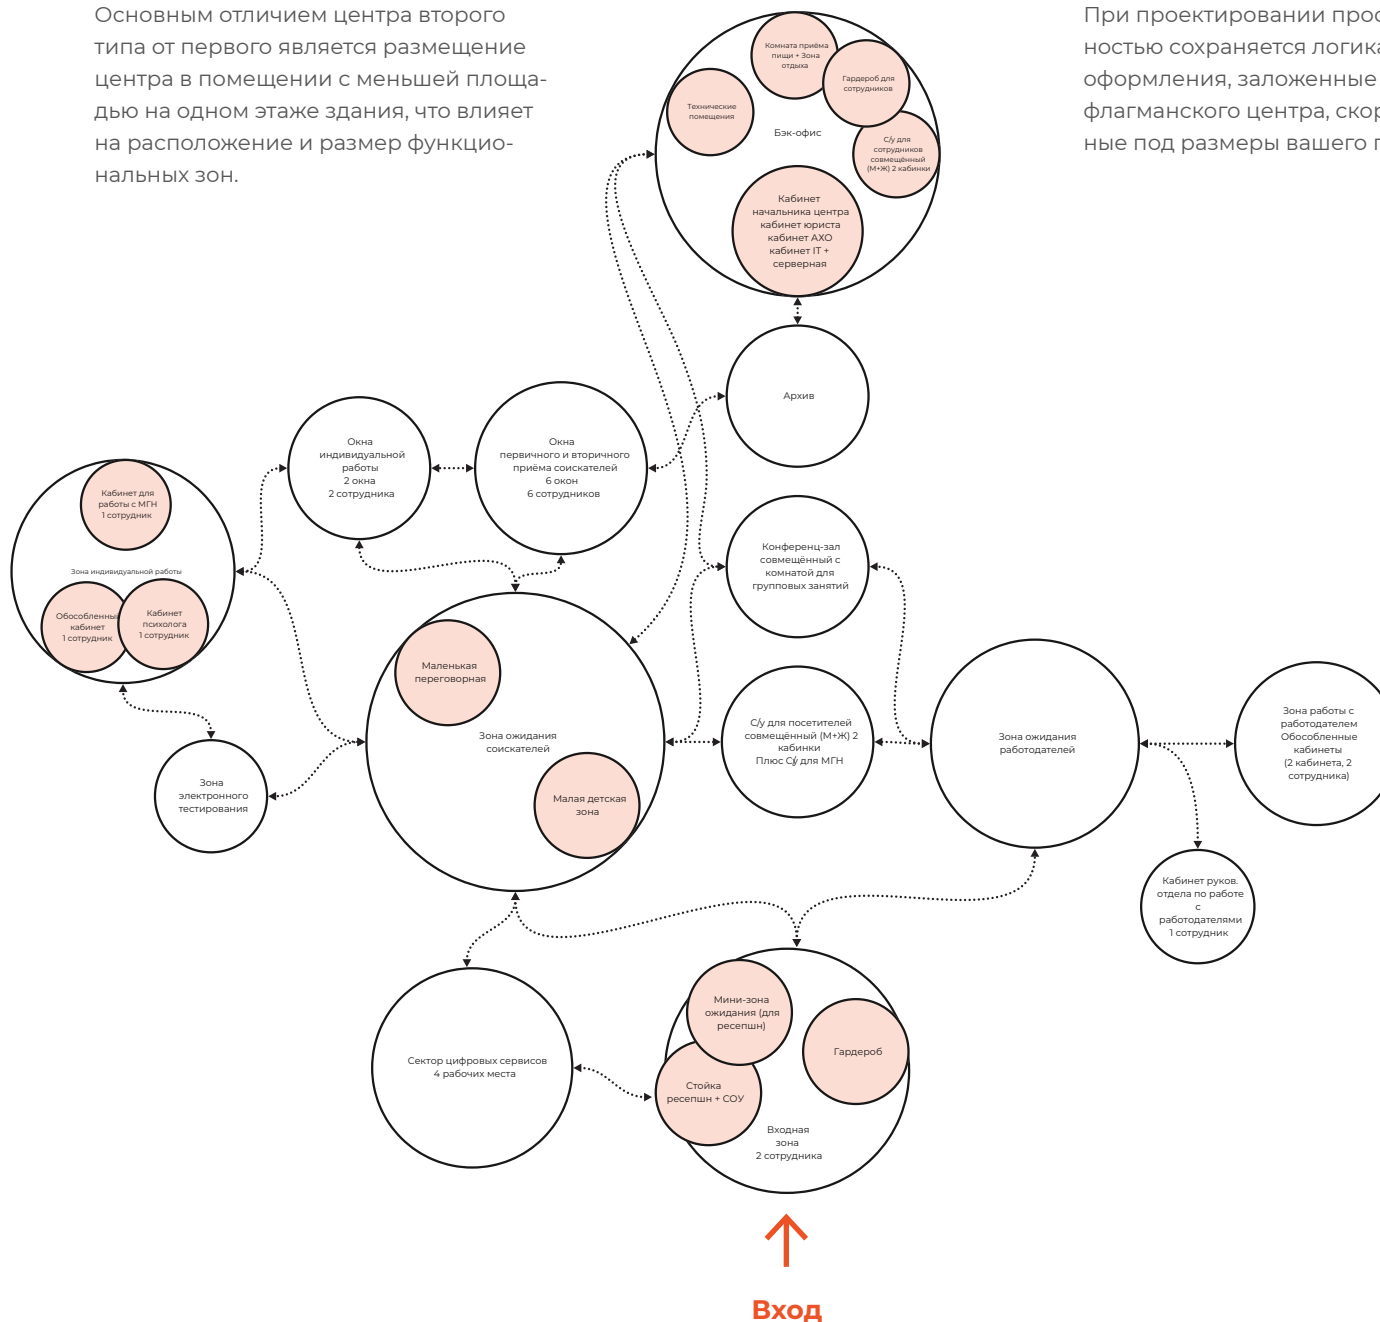 Основным отличием центра второго
типа от первого является размещение
центра в помещении с меньшей площа-
дью на одном этаже здания, что влияет
на расположение и размер функцио-
нальных зон.
При проектировании
ностью сохраняется
оформления, заложенные
флагманского центра,
ные под размеры вашего
Комната приёма
пищи + Зона
отдыха
Гардероб для
сотрудников
Технические
помещения
Бэк-офис
С/у для
сотрудников
совмещённый
(М+Ж) 2 кабинки
Кабинет
начальника центра
кабинет юриста
кабинет АХО
кабинет IT +
серверная
Архив
Окна
индивидуальной
работы
2 окна
2 сотрудника
Окна
первичного и вторичного
приёма соискателей
6 окон
6 сотрудников
Кабинет для
работы с МГН
1 сотрудник
Зона индивидуальной работы
Обособленный
кабинет
1 сотрудник
Кабинет
психолога
1 сотрудник
Конференц-зал
совмещённый с
комнатой для
групповых занятий
Маленькая
переговорная
Зона ожидания
соискателей
Малая детская
зона
С/у для посетителей
совмещённый (М+Ж) 2
кабинки
Плюс С/у для МГН
Зона ожидания
работодателей
Зона работы с
работодателем
Обособленные
кабинеты
(2 кабинета, 2
сотрудника)
Зона
электронного
тестирования
Кабинет руков.
отдела по работе
с
работодателями
1 сотрудник
Сектор цифровых сервисов
4 рабочих места
Мини-зона
ожидания (для
ресепшн)
Гардероб
Стойка
ресепшн + СОУ
Входная
зона
2 сотрудника
Вход